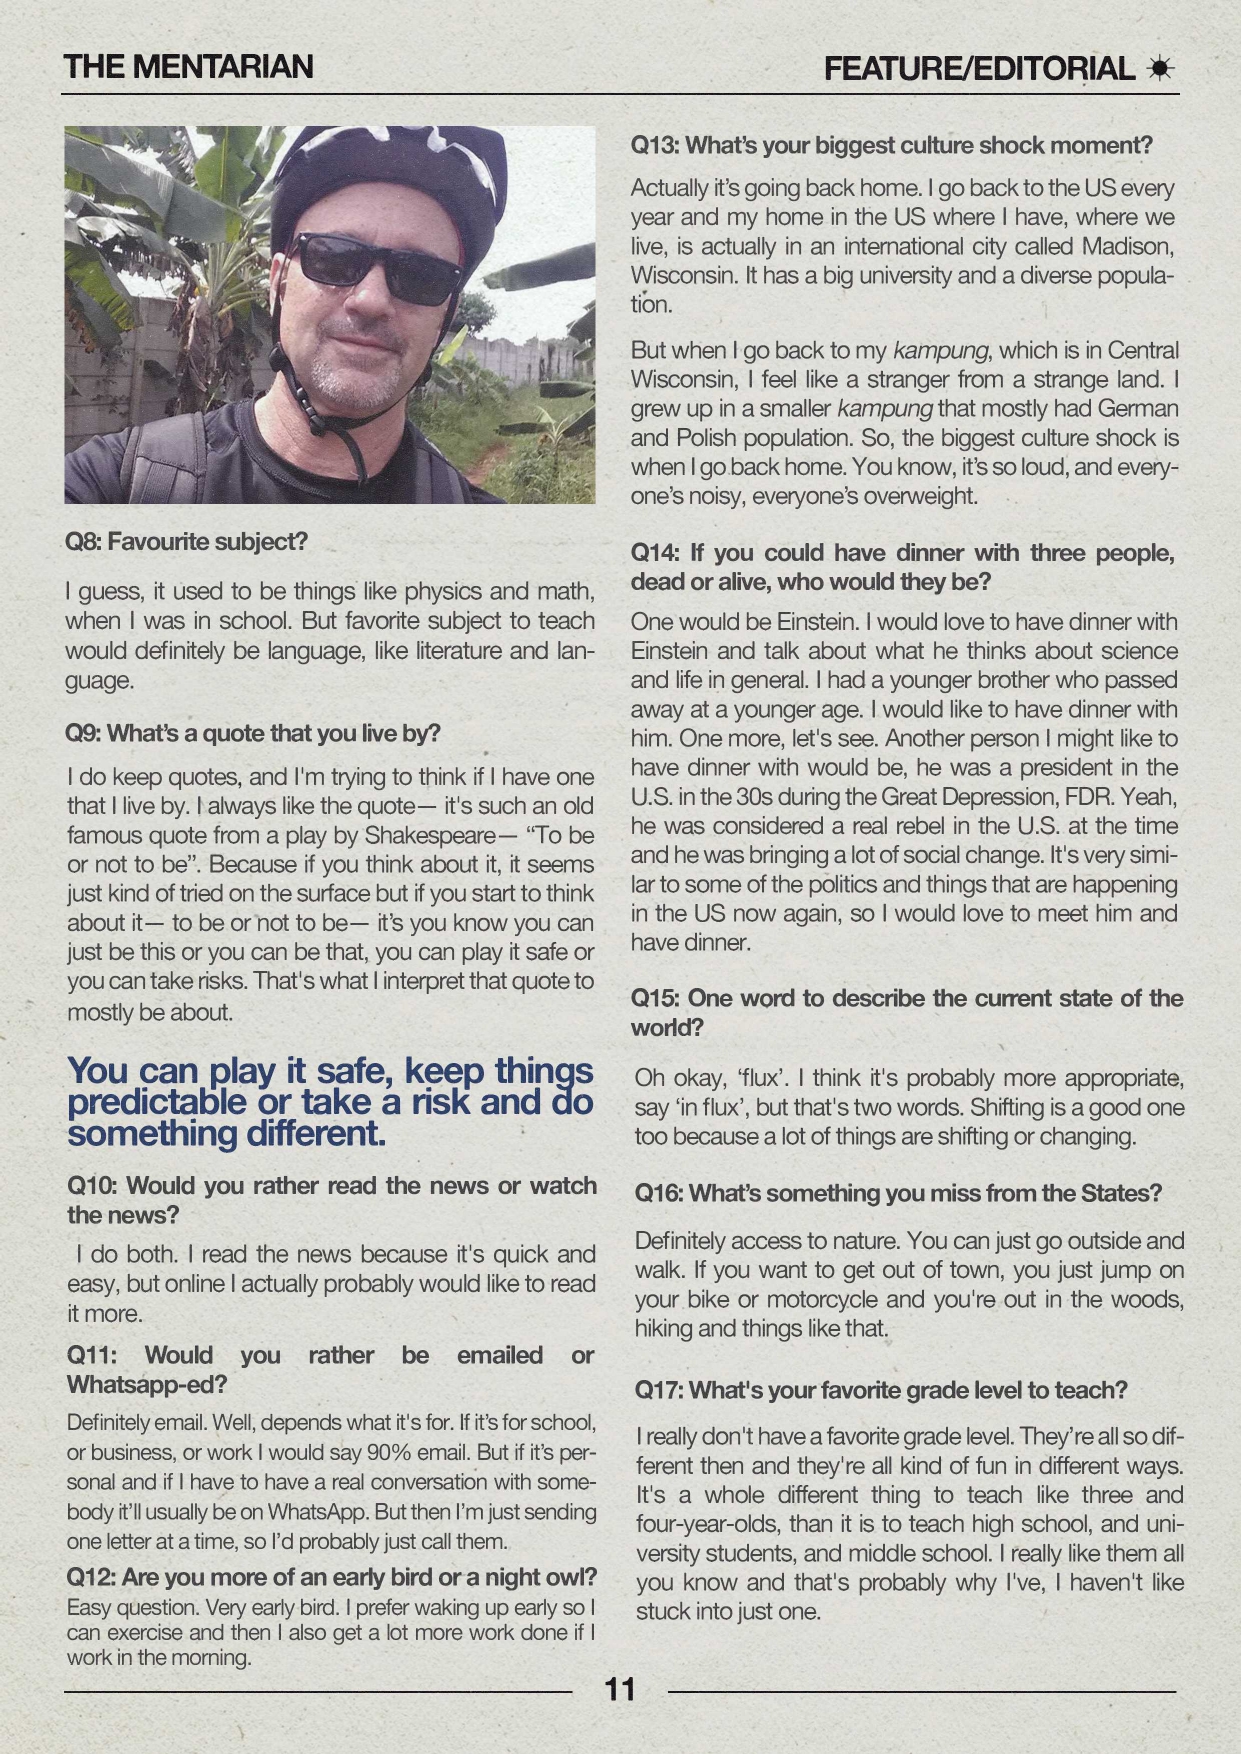 THE MENTARIAN
FEATURE/EDITORIAL
Q8: Favourite subject?
I guess, it used to be things like physics and math,
when I was in school. But favorite subject to teach
would definitely be language, like literature and lan-
guage.
Q9: What's a quote that you live by?
I do keep quotes, and I'm trying to think if I have one
that I live by. I always like the quote— it's such an old
famous quote from a play by Shakespeare— “To be
or not to be”. Because if you think about it, it seems
just kind of tried on the surface but if you start to think
about it— to be or not to be— it’s you know you can
just be this or you can be that, you can play it safe or
you can take risks. That's what I interpret that quote to
mostly be about.
You can play it safe, keep things
predictable or take a risk and do
something different.
Q10: Would you rather read the news or watch
the news?
I do both. I read the news because it's quick and
easy, but online I actually probably would like to read
it more.
Q11: Would you rather be emailed or
Whatsapp-ed?
Definitely email. Well, depends what it's for. If it’s for school,
or business, or work I would say 90% email. But if it’s per-
sonal and if I have to have a real conversation with some-
body it’ll usually be on WhatsApp. But then I’m just sending
one letter at a time, so I’d probably just call them.
Q12: Are you more of an early bird or a night owl?
Easy question. Very early bird. I prefer waking up early so I
can exercise and then I also get a lot more work done if I
work in the morning.
Q13: What’s your biggest culture shock moment?
Actually it’s going back home. I go back to the US every
year and my home in the US where I have, where we
live, is actually in an international city called Madison,
Wisconsin. It has a big university and a diverse popula-
tion.
But when I go back to my kampung, which is in Central
Wisconsin, I feel like a stranger from a strange land. I
grew up in a smaller kampung that mostly had German
and Polish population. So, the biggest culture shock is
when I go back home. You know, it’s so loud, and every-
one’s noisy, everyone’s overweight.
Q14: If you could have dinner with three people,
dead or alive, who would they be?
One would be Einstein. I would love to have dinner with
Einstein and talk about what he thinks about science
and life in general. I had a younger brother who passed
away at a younger age. I would like to have dinner with
him. One more, let's see. Another person I might like to
have dinner with would be, he was a president in the
U.S. in the 30s during the Great Depression, FDR. Yeah,
he was considered a real rebel in the U.S. at the time
and he was bringing a lot of social change. It's very simi-
lar to some of the politics and things that are happening
in the US now again, so I would love to meet him and
have dinner.
Q15: One word to describe the current state of the
world?
Oh okay, ‘flux’. I think it's probably more appropriate,
say ‘in flux’, but that's two words. Shifting is a good one
too because a lot of things are shifting or changing.
Q16: What’s something you miss from the States?
Definitely access to nature. You can just go outside and
walk. If you want to get out of town, you just jump on
your bike or motorcycle and you're out in the woods,
hiking and things like that.
Q17: What's your favorite grade level to teach?
I really don't have a favorite grade level. They’re all so dif-
ferent then and they're all kind of fun in different ways.
It's a whole different thing to teach like three and
four-year-olds, than it is to teach high school, and uni-
versity students, and middle school. I really like them all
you know and that's probably why I've, I haven't like
stuck into just one.
11